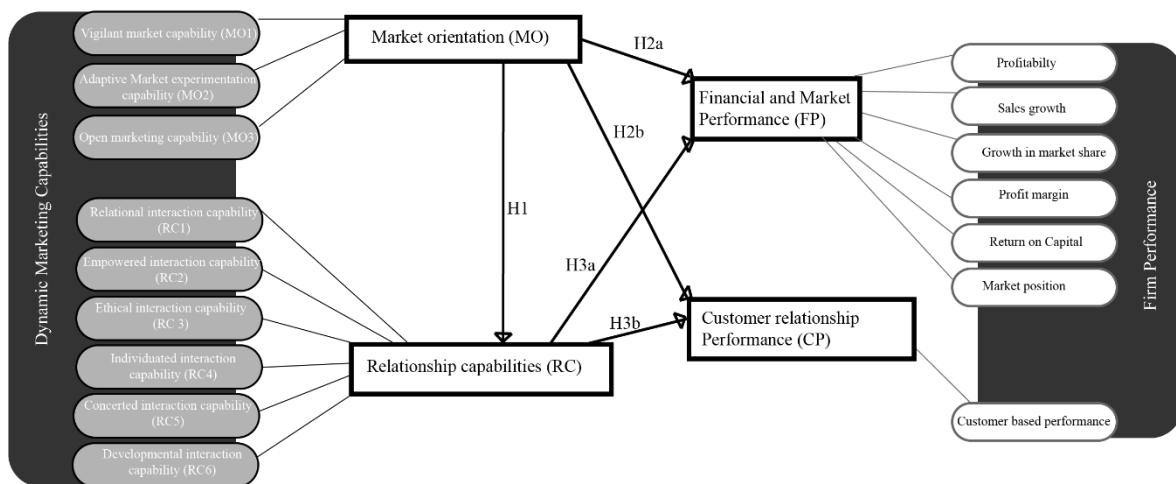 Dynamic Marketing Capabilities
Vigilant market capability (MO1)
Adaptive Market experimentation
capability (MO2)
Open marketing capability (MO3)
Relational interaction capability
(RC1)
Empowered interaction capability
(RC2)
Ethical interaction capability
(RC 3)
Individuated interaction
capability (RC4)
Concerted interaction capability
(RC5)
Developmental interaction
capability (RC6)
Market orientation (MO)
H1
H2a
H2b
H3a
H3b
Relationship capabilities (RC)
Financial and Market
Performance (FP)
Customer relationship
Performance (CP)
Profitabilty
Sales growth
Growth in market share
Profit margin
Return on Capital
Market position
Customer based performance
Firm Performance